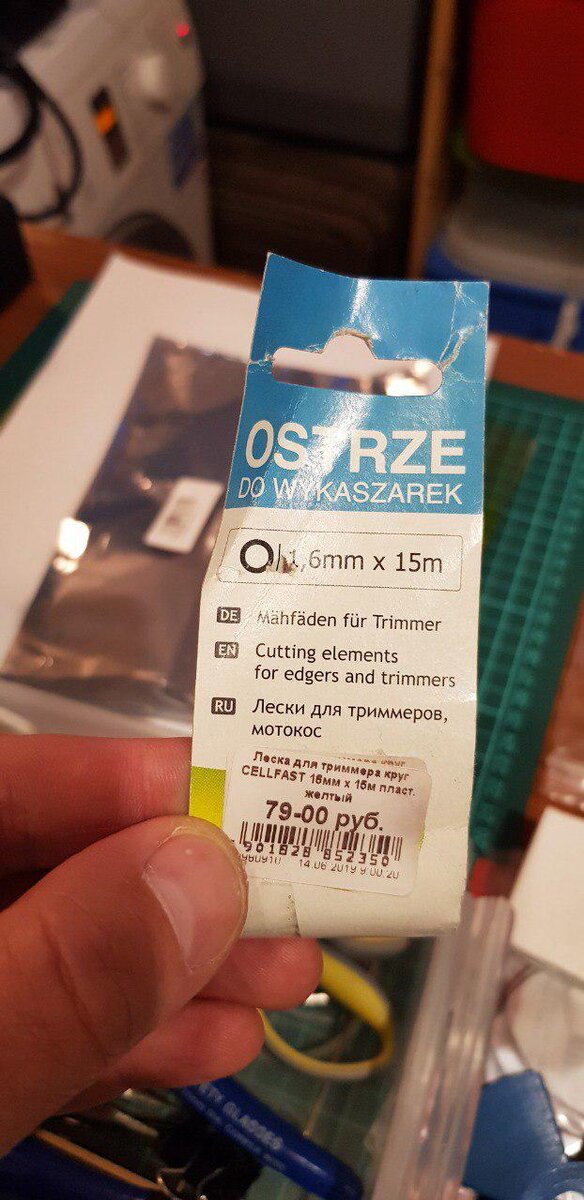 OSTRZE
DO WYKASZAREK
1,6mm x 15m
DE Mähfäden für Trimmer
EN Cutting elements
for edgers and trimmers
RU Лески для триммеров,
мотокос
Леска для триммера круг
CELLFAST 16мм x 15м пласт.
желтый
79-00 руб.
901828 852350
14 06 2019 9 00 20